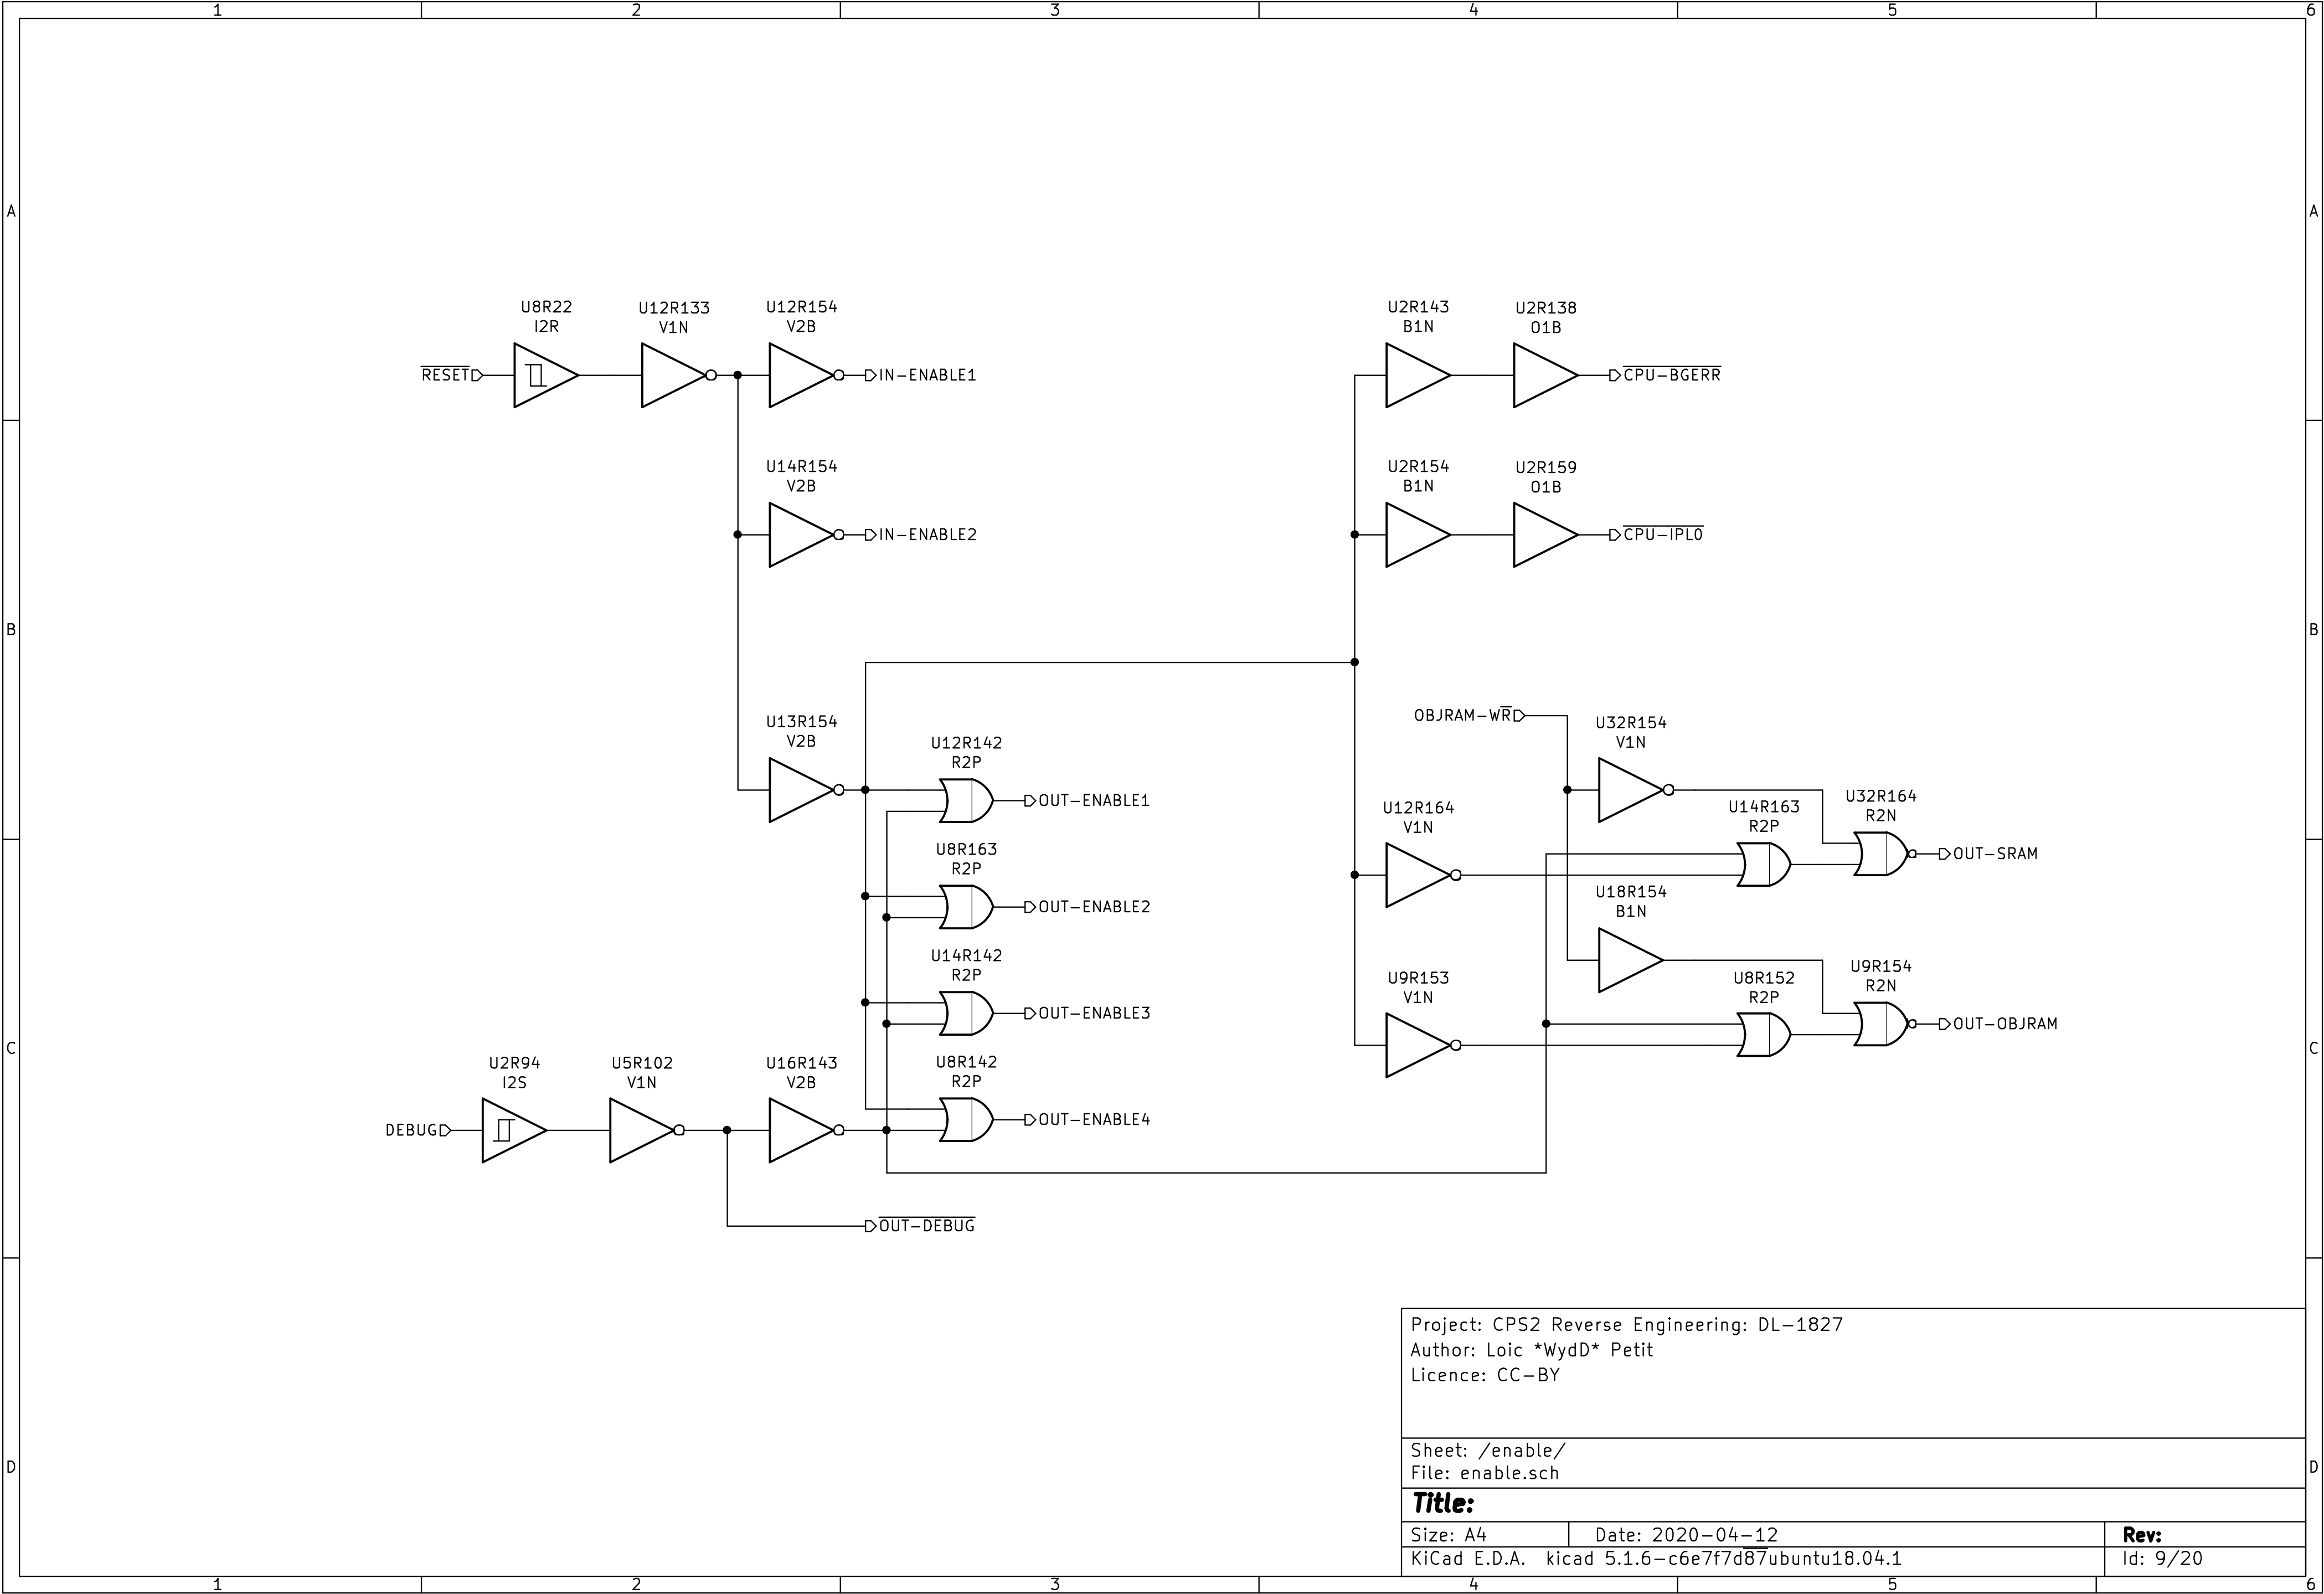 1 2 3 4 5 6
A A
U8R22
I2R
U12R133
V1N
U12R154
V2B
U2R143
B1N
U2R138
O1B
RESET
IN-ENABLE1
CPU-BGERR
U14R154
V2B
U2R154
B1N
U2R159
O1B
IN-ENABLE2
CPU-IPL0
B B
U13R154
V2B
OBJRAM-WR
U32R154
V1N
U12R142
R2P
OUT-ENABLE1
U12R164
V1N
U14R163
R2P
U32R164
R2N
OUT-SRAM
U8R163
R2P
OUT-ENABLE2
U18R154
B1N
U14R142
R2P
OUT-ENABLE3
U9R153
V1N
U8R152
R2P
U9R154
R2N
OUT-OBJRAM
C C
U2R94
I2S
U5R102
V1N
U16R143
V2B
U8R142
R2P
OUT-ENABLE4
DEBUG
OUT-DEBUG
Project: CPS2 Reverse Engineering: DL-1827
Author: Loic *WydD* Petit
Licence: CC-BY
Sheet: /enable/
File: enable.sch
D D
Title:
Size: A4 Date: 2020-04-12 Rev:
KiCad E.D.A. kicad 5.1.6-c6e7f7d87ubuntu18.04.1 Id: 9/20
1 2 3 4 5 6